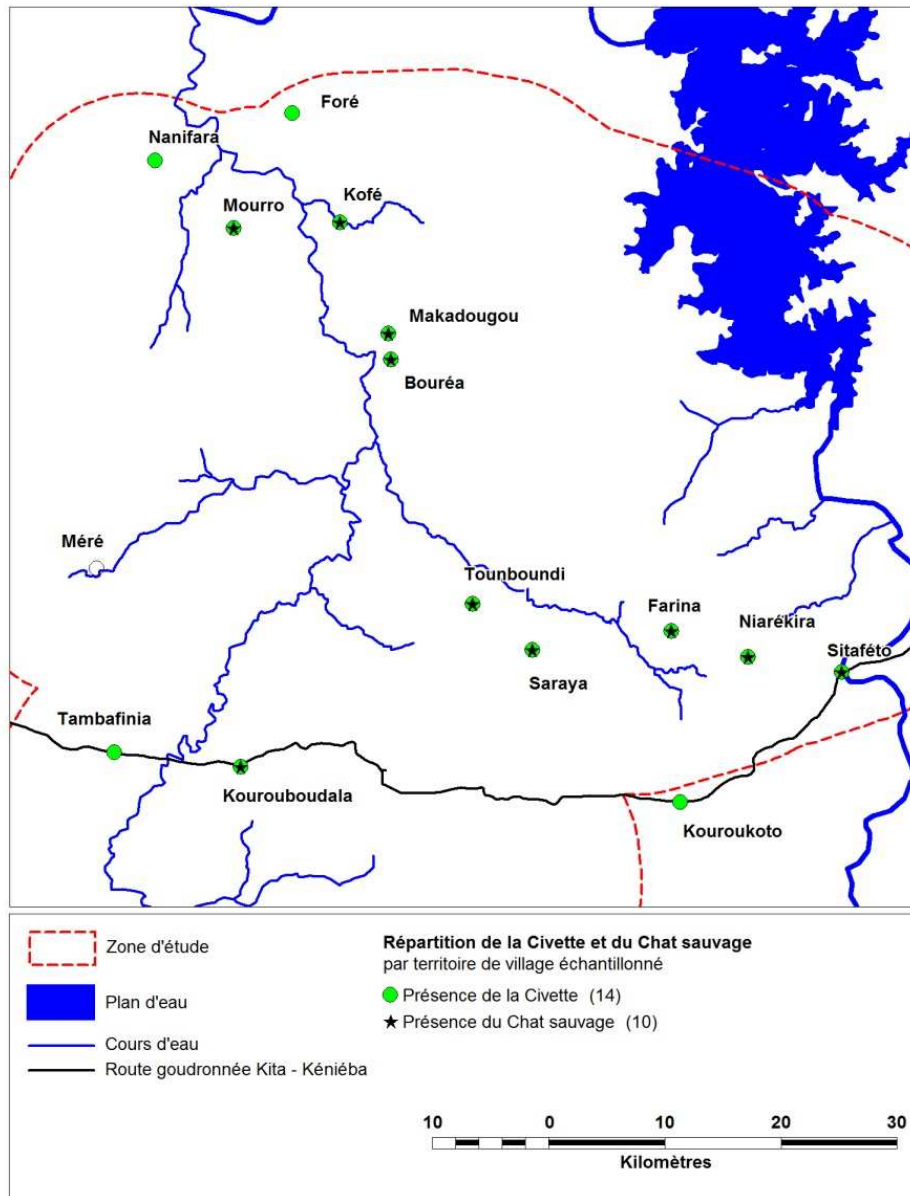 Foré
Nanifara
Mourro
Kofé
Makadougou
Bouréa
Méré
Tounboundi
Farina
Niarékira
Sitaféto
Saraya
Tambafinia
Kourouboudala
Kouroukoto
Zone d'étude
Plan d'eau
Cours d'eau
Route goudronnée Kita - Kéniéba
Répartition de la Civette et du Chat sauvage
par territoire de village échantillonné
Présence de la Civette (14)
Présence du Chat sauvage (10)
10 0 10 20 30
Kilomètres